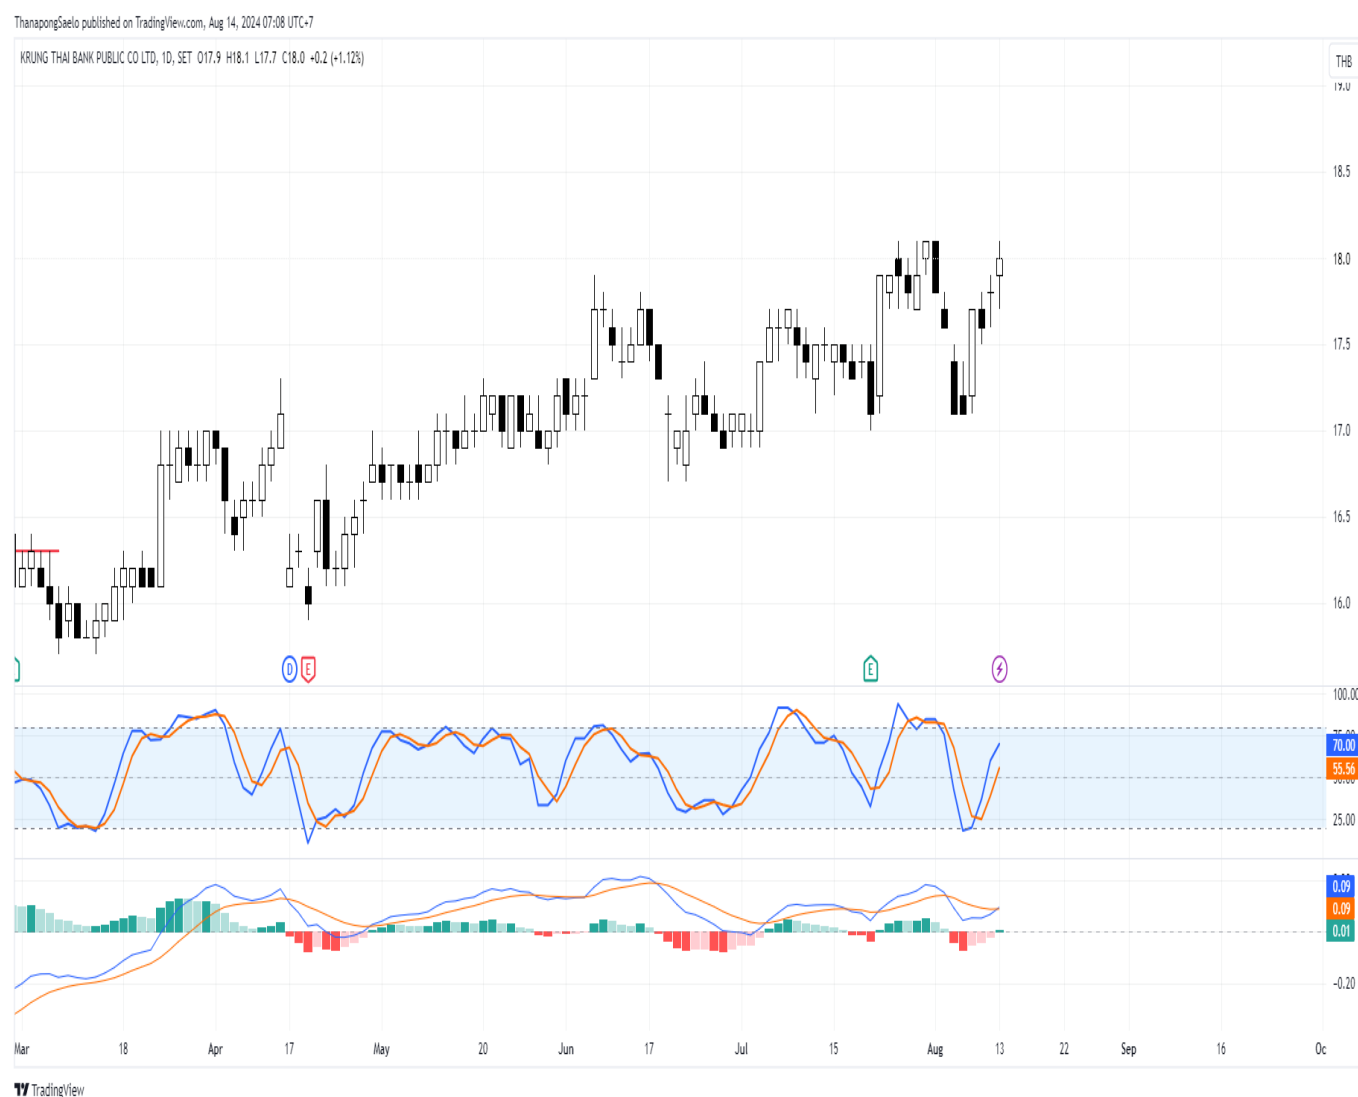 ThanapongSaelo published on TradingView.com, Aug 14, 2024 07:08 UTC+7
KRUNG THAI BANK PUBLIC CO LTD, 1D, SET O17.9 H18.1 L17.7 C18.0 +0.2 (+1.12%)
THB
19.0
18.5
18.0
17.5
17.0
16.5
16.0
D
E
E
100.00
70.00
55.56
25.00
0.09
0.09
0.01
-0.20
Mar 18 Apr 17 May 20 Jun 17 Jul 15 Aug 13 22 Sep 16 Oc
TradingView